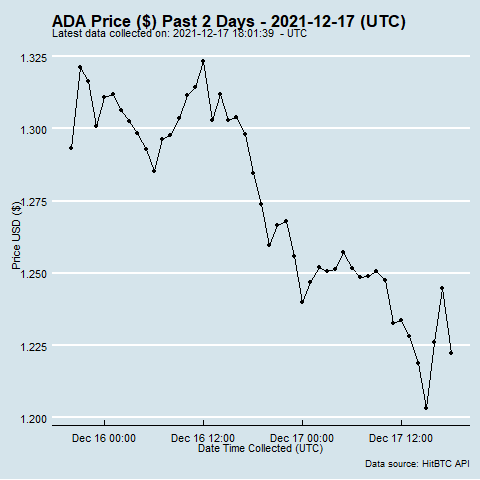 ADA Price ($) Past 2 Days - 2021-12-17 (UTC)
Latest data collected on: 2021-12-17 18:01:39 - UTC
Price USD ($)
1.325
1.300
1.275
1.250
1.225
1.200
Dec 16 00:00
Dec 16 12:00
Dec 17 00:00
Dec 17 12:00
Date Time Collected (UTC)
Data source: HitBTC API